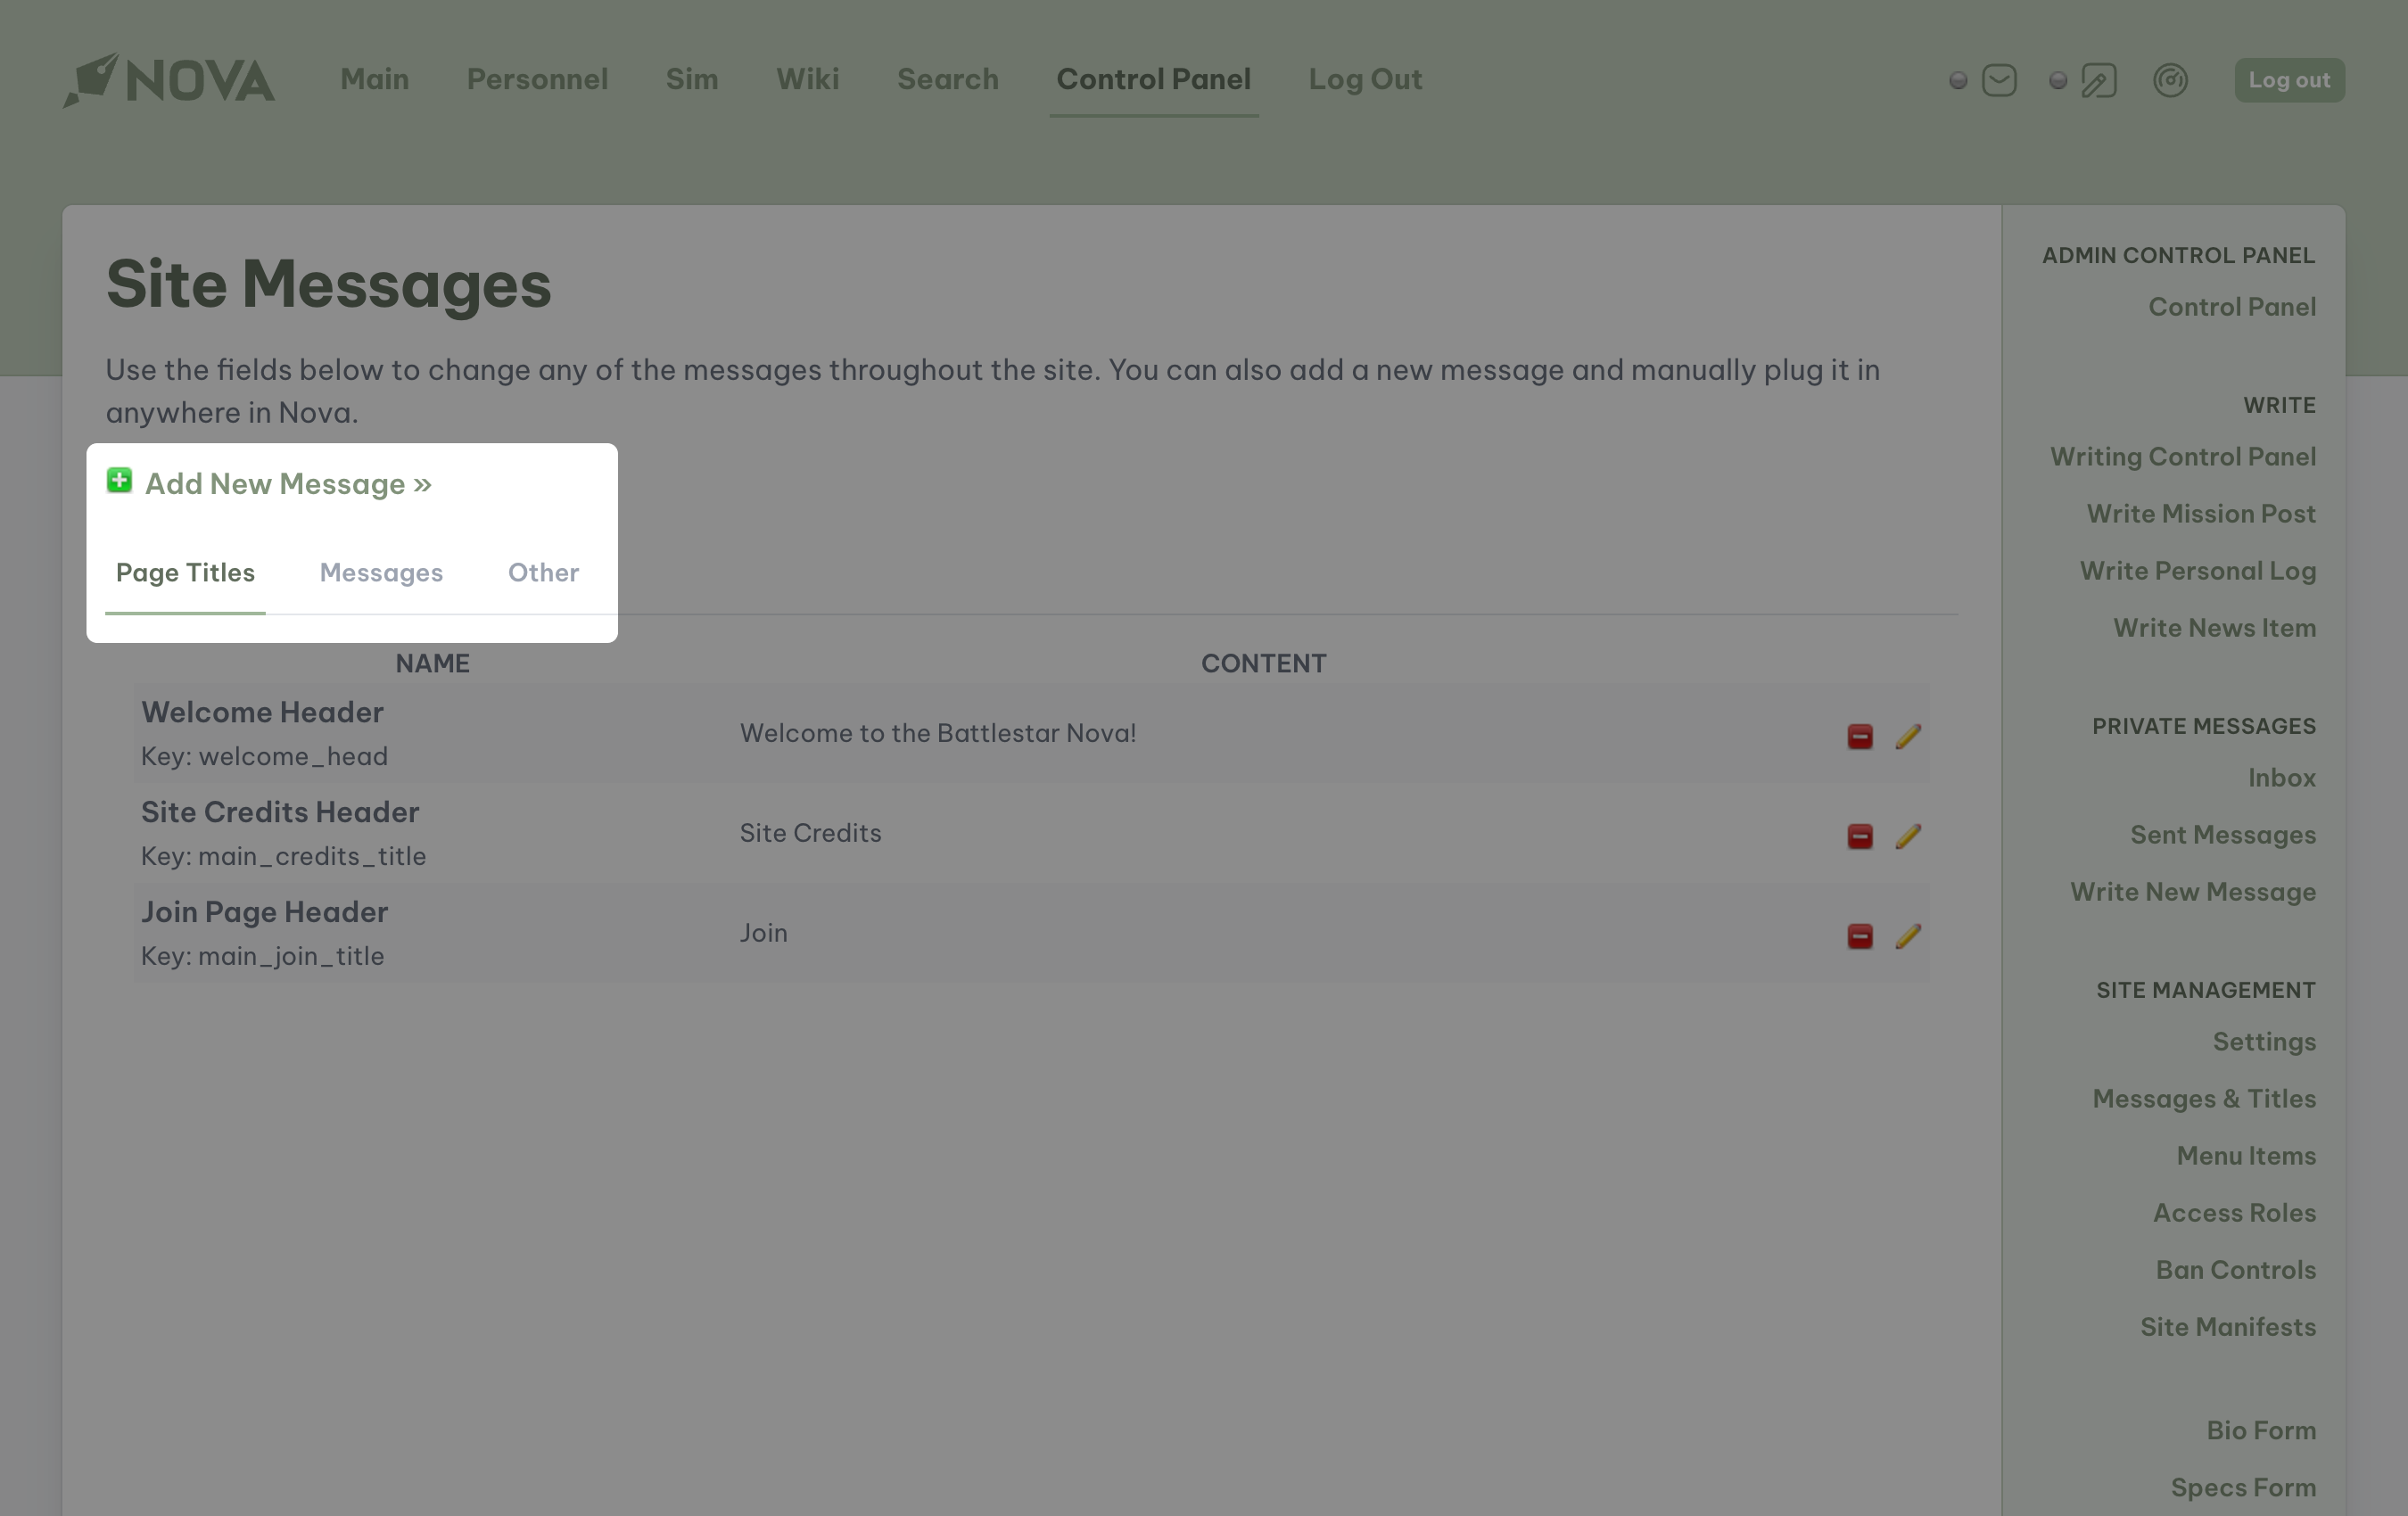 NOVA
Main
Personnel
Sim
Wiki
Search
Control Panel
Log Out
Log out
Site Messages
Use the fields below to change any of the messages throughout the site. You can also add a new message and manually plug it in
anywhere in Nova.
Add New Message »
Page Titles
Messages
Other
NAME
CONTENT
Welcome Header
Key: welcome_head
Welcome to the Battlestar Nova!
Site Credits Header
Key: main_credits_title
Site Credits
Join Page Header
Key: main_join_title
Join
ADMIN CONTROL PANEL
Control Panel
WRITE
Writing Control Panel
Write Mission Post
Write Personal Log
Write News Item
PRIVATE MESSAGES
Inbox
Sent Messages
Write New Message
SITE MANAGEMENT
Settings
Messages & Titles
Menu Items
Access Roles
Ban Controls
Site Manifests
Bio Form
Specs Form